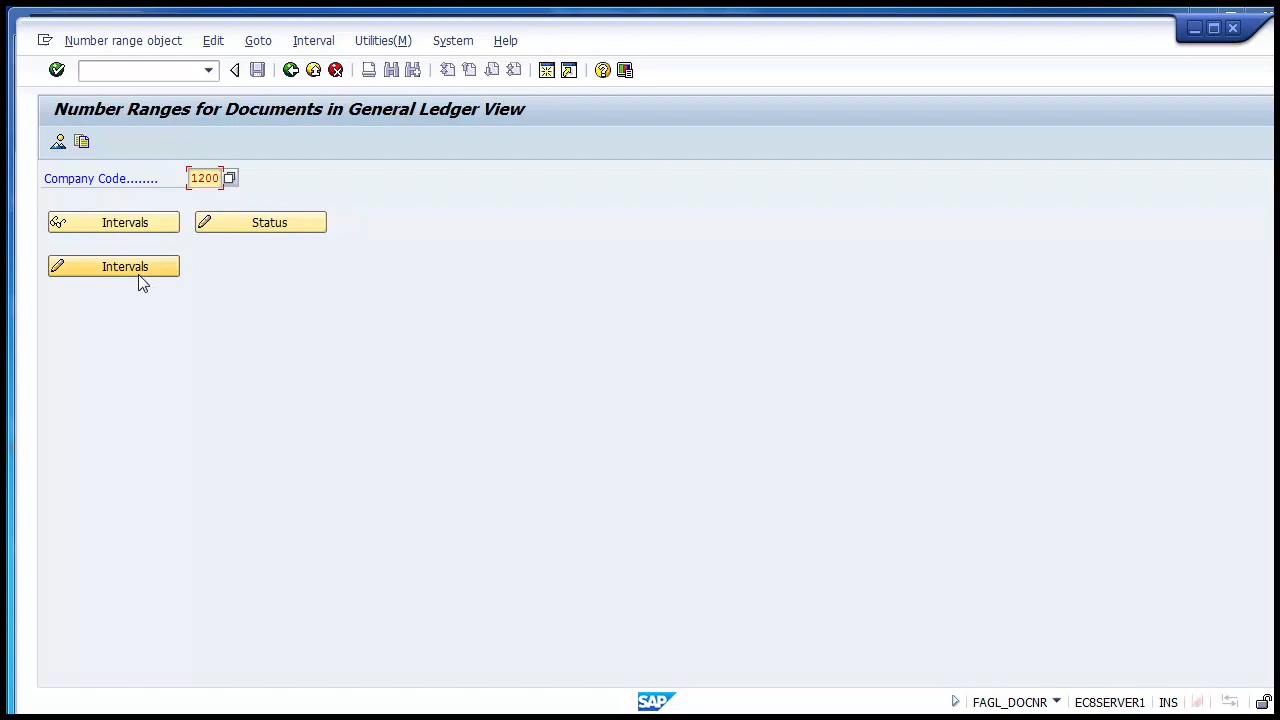 Number range object Edit Goto Interval Utilities(M) System Help
Number Ranges for Documents in General Ledger View
Company Code........ 1200
Intervals Status
Intervals
SAP FAGL_DOCNR EC8SERVER1 INS